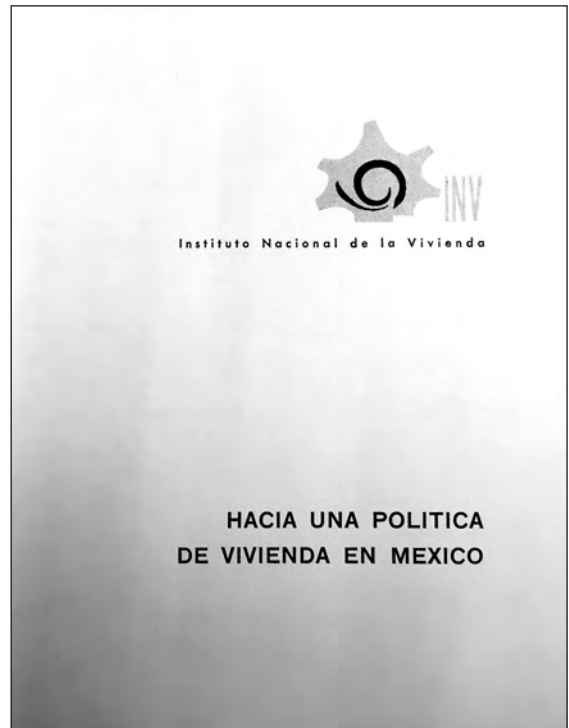 INV
Instituto Nacional de la Vivienda
HACIA UNA POLITICA
DE VIVIENDA EN MEXICO